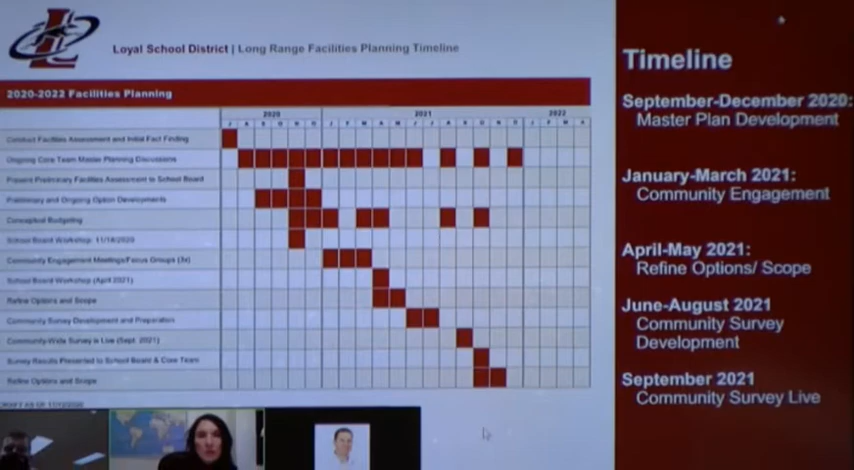 Loyal School District | Long Range Facilities Planning Timeline
2020-2022 Facilities Planning
2020 2021 2022
J A S O N D J F M A M J J A S O N D J F M A
Conduct Facilities Assessment and Initial Fact Finding
Ongoing Core Team Master Planning Discussions
Present Preliminary Facilities Assessment to School Board
Preliminary and Ongoing Option Developments
Conceptual Budgeting
School Board Workshop: 11/18/2020
Community Engagement Meetings/Focus Groups (3x)
School Board Workshop (April 2021)
Refine Options and Scope
Community Survey Development and Preparation
Community-Wide Survey is Live (Sept. 2021)
Survey Results Presented to School Board & Core Team
Refine Options and Scope
DRAFT AS OF
Timeline
September-December 2020:
Master Plan Development
January-March 2021:
Community Engagement
April-May 2021:
Refine Options/ Scope
June-August 2021
Community Survey
Development
September 2021
Community Survey Live